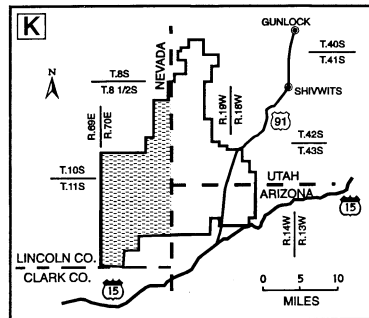 K
GUNLOCK
T.40S
T.41S
N
T.8S
T.8 1/2S
NEVADA
SHIVWITS
R.69E
R.70E
R.19W
R.18W
91
T.42S
T.43S
T.10S
T.11S
UTAH
ARIZONA
15
R.14W
R.13W
LINCOLN CO.
CLARK CO.
15
0 5 10
MILES